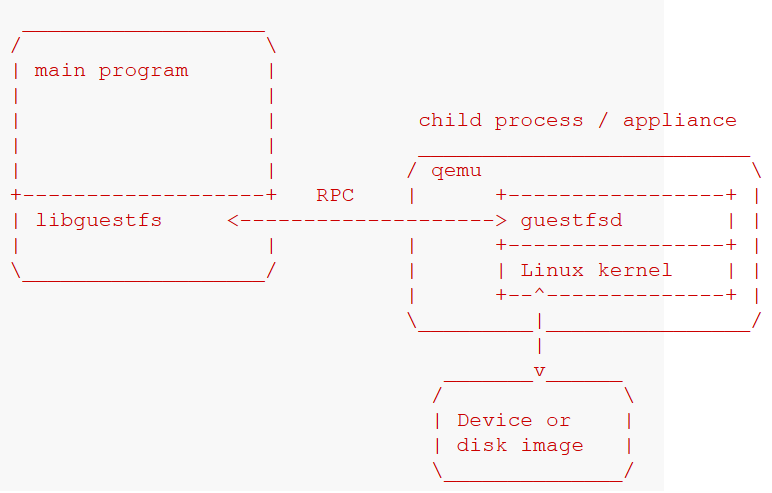 main program
child process / appliance
qemu
RPC
libguestfs <--------------------> guestfsd
Linux kernel
Device or
disk image